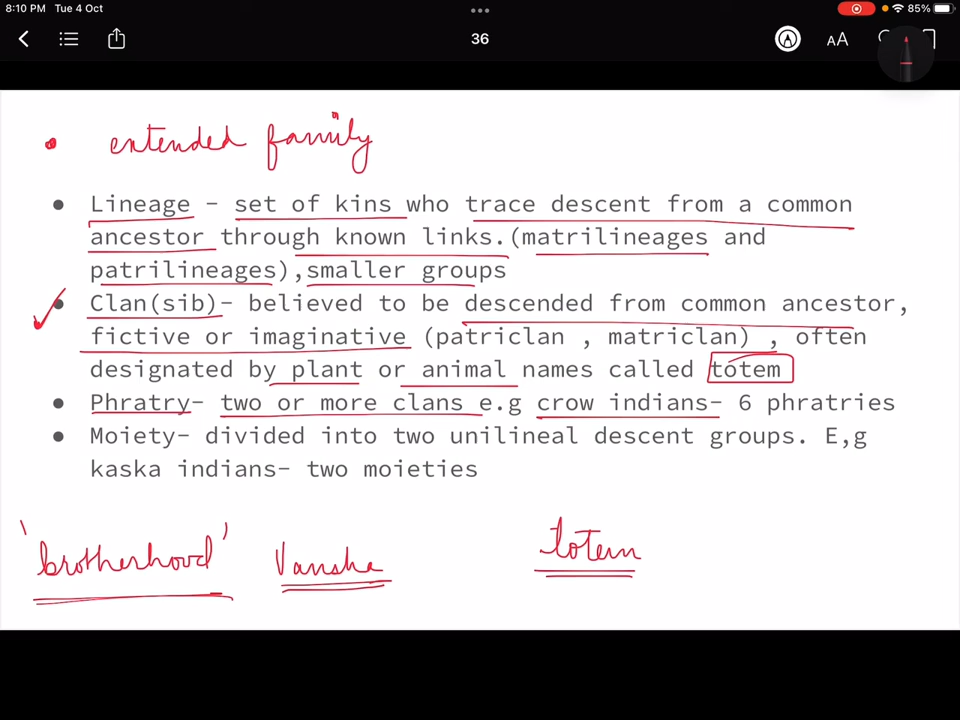 8:10 PM Tue 4 Oct
85%
36
AA
• extended family
● Lineage - set of kins who trace descent from a common
ancestor through known links.(matrilineages and
patrilineages),smaller groups
● Clan(sib)- believed to be descended from common ancestor,
fictive or imaginative (patriclan , matriclan) , often
designated by plant or animal names called totem
● Phratry- two or more clans e.g crow indians- 6 phratries
● Moiety- divided into two unilineal descent groups. E,g
kaska indians- two moieties
'brotherhood' Vansha totem